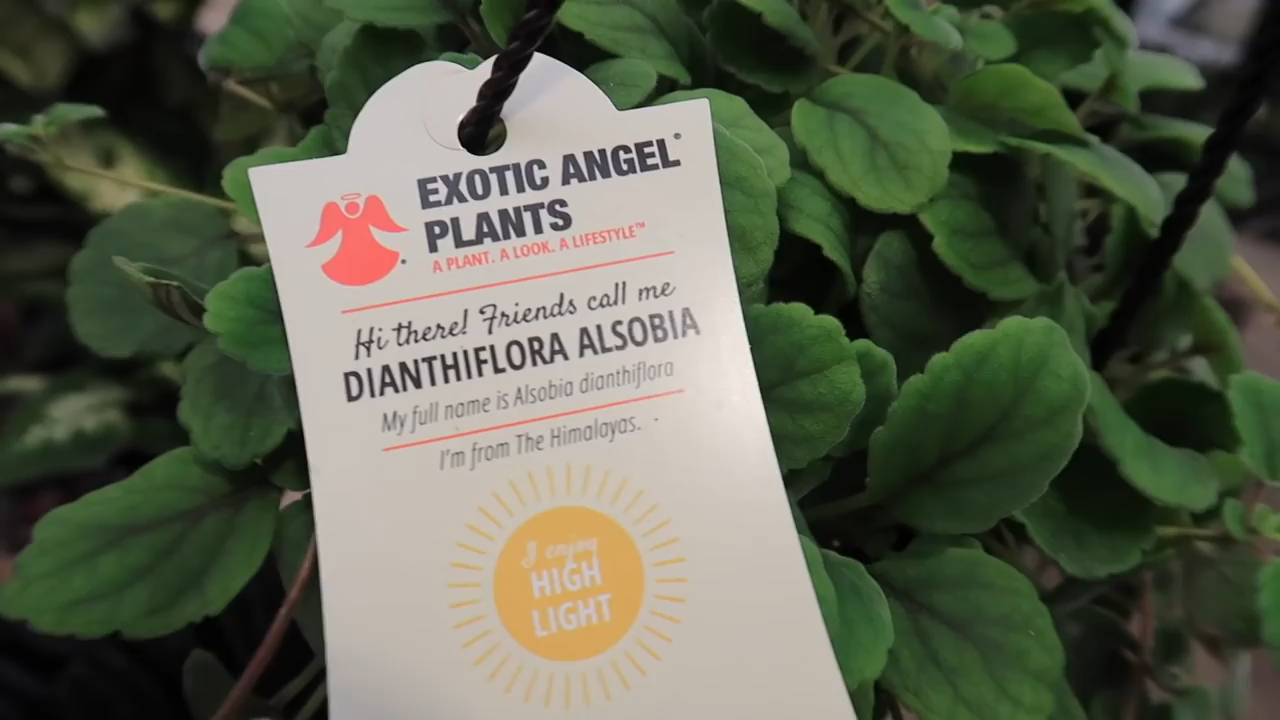 EXOTIC ANGEL®
PLANTS
A PLANT. A LOOK. A LIFESTYLE™
Hi there! Friends call me
DIANTHIFLORA ALSOBIA
My full name is Alsobia dianthiflora
I'm from The Himalayas.
I enjoy
HIGH
LIGHT